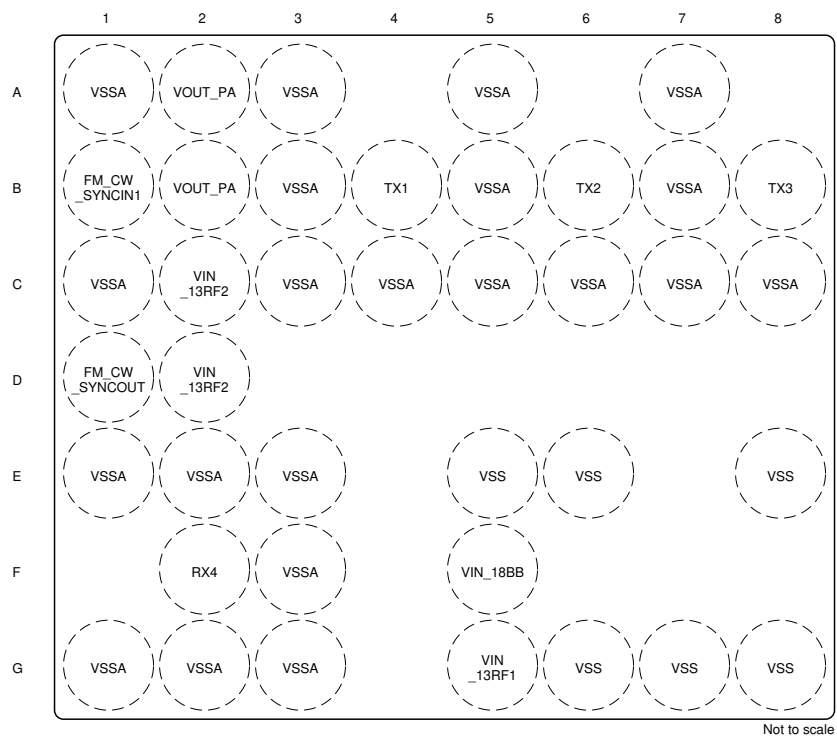 1 2 3 4 5 6 7 8
A VSSA VOUT_PA VSSA VSSA VSSA
B FM_CW
_SYNCIN1 VOUT_PA VSSA TX1 VSSA TX2 VSSA TX3
C VSSA VIN
_13RF2 VSSA VSSA VSSA VSSA VSSA VSSA
D FM_CW
_SYNCOUT VIN
_13RF2
E VSSA VSSA VSSA VSS VSS VSS
F RX4 VSSA VIN_18BB
G VSSA VSSA VSSA VIN
_13RF1 VSS VSS VSS
Not to scale